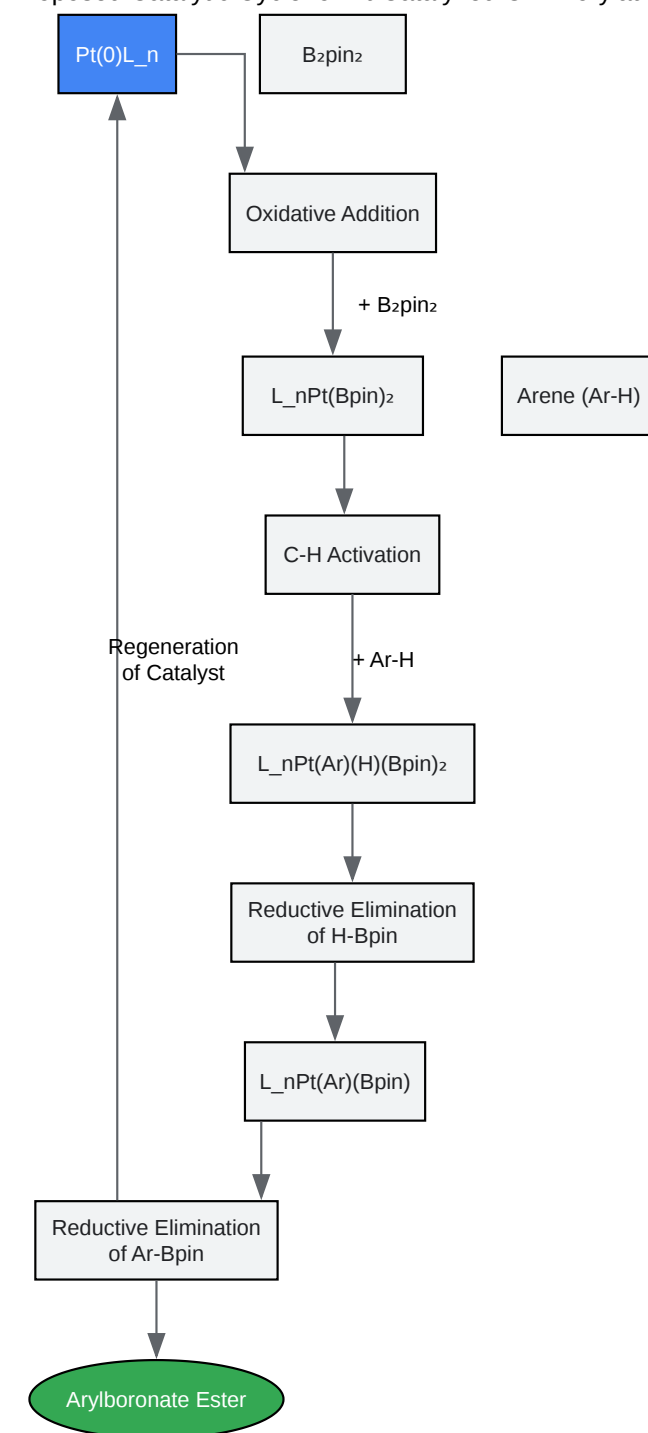 Pt(0)L_n
B₂pin₂
Oxidative Addition
+ B₂pin₂
L_nPt(Bpin)₂
Arene (Ar-H)
C-H Activation
Regeneration
of Catalyst
+ Ar-H
L_nPt(Ar)(H)(Bpin)₂
Reductive Elimination
of H-Bpin
L_nPt(Ar)(Bpin)
Reductive Elimination
of Ar-Bpin
Arylboronate Ester